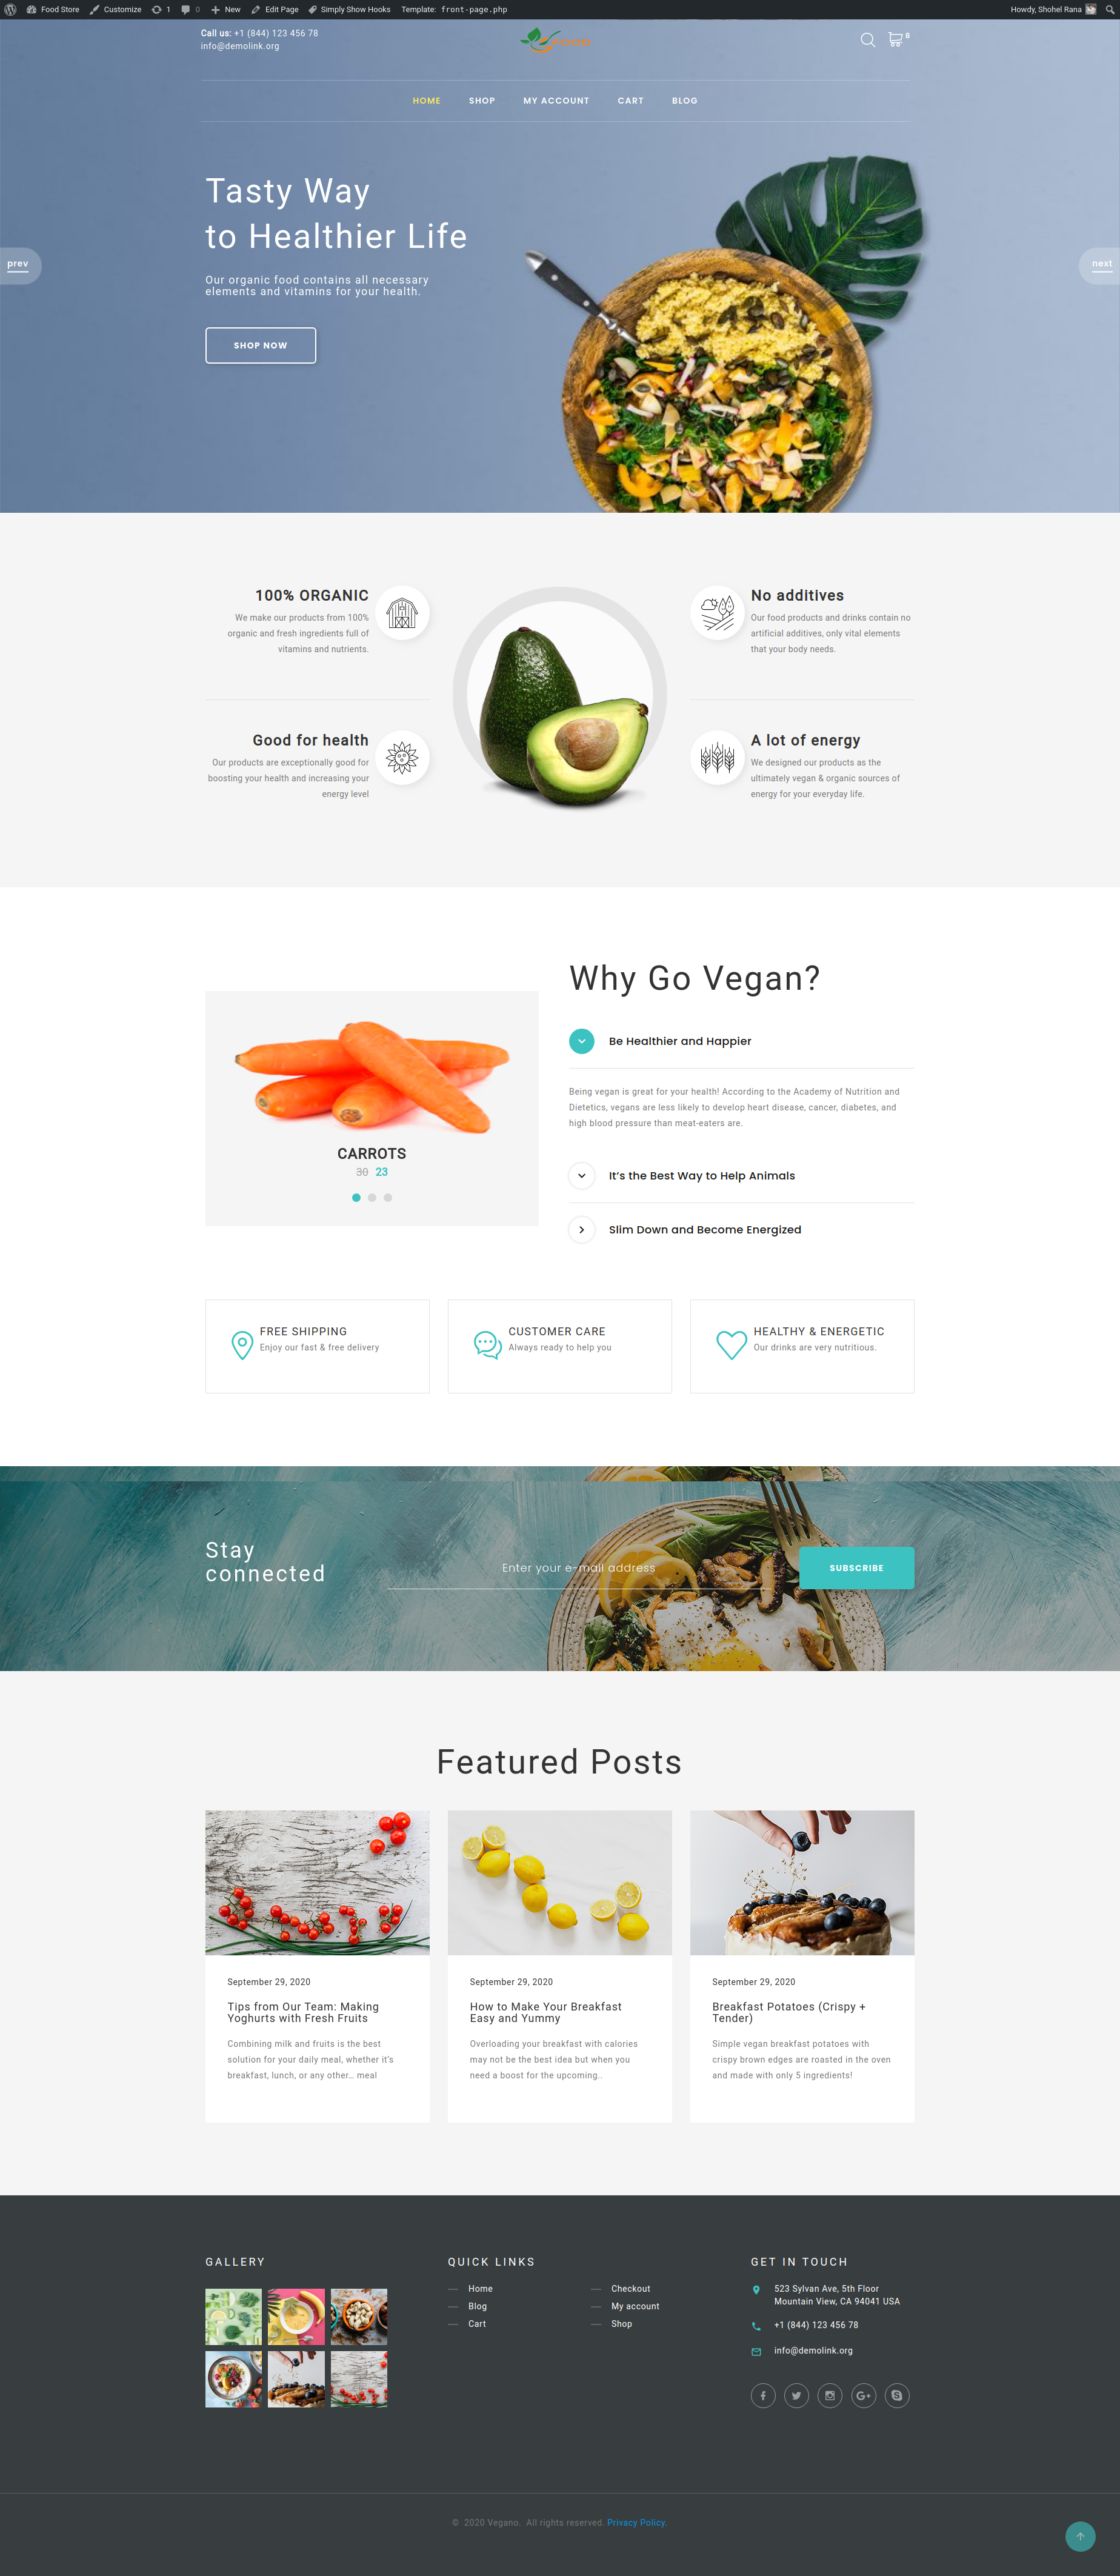 Food Store Customize 1 0 New Edit Page Simply Show Hooks Template: front-page.php Howdy, Shohel Rana
Call us: +1 (844) 123 456 78
info@demolink.org
FOOD
6
HOME SHOP MY ACCOUNT CART BLOG
Tasty Way
to Healthier Life
prev
next
Our organic food contains all necessary
elements and vitamins for your health.
SHOP NOW
100% ORGANIC
We make our products from 100%
organic and fresh ingredients full of
vitamins and nutrients.
No additives
Our food products and drinks contain no
artificial additives, only vital elements
that your body needs.
Good for health
Our products are exceptionally good for
boosting your health and increasing your
energy level
A lot of energy
We designed our products as the
ultimately vegan & organic sources of
energy for your everyday life.
Why Go Vegan?
CARROTS
30 23
Be Healthier and Happier
Being vegan is great for your health! According to the Academy of Nutrition and
Dietetics, vegans are less likely to develop heart disease, cancer, diabetes, and
high blood pressure than meat-eaters are.
It’s the Best Way to Help Animals
Slim Down and Become Energized
FREE SHIPPING
Enjoy our fast & free delivery
CUSTOMER CARE
Always ready to help you
HEALTHY & ENERGETIC
Our drinks are very nutritious.
Stay
connected
Enter your e-mail address
SUBSCRIBE
Featured Posts
September 29, 2020
Tips from Our Team: Making
Yoghurts with Fresh Fruits
Combining milk and fruits is the best
solution for your daily meal, whether it’s
breakfast, lunch, or any other… meal
September 29, 2020
How to Make Your Breakfast
Easy and Yummy
Overloading your breakfast with calories
may not be the best idea but when you
need a boost for the upcoming..
September 29, 2020
Breakfast Potatoes (Crispy +
Tender)
Simple vegan breakfast potatoes with
crispy brown edges are roasted in the oven
and made with only 5 ingredients!
GALLERY
QUICK LINKS
Home
Blog
Cart
Checkout
My account
Shop
GET IN TOUCH
523 Sylvan Ave, 5th Floor
Mountain View, CA 94041 USA
+1 (844) 123 456 78
info@demolink.org
© 2020 Vegano. All rights reserved. Privacy Policy.